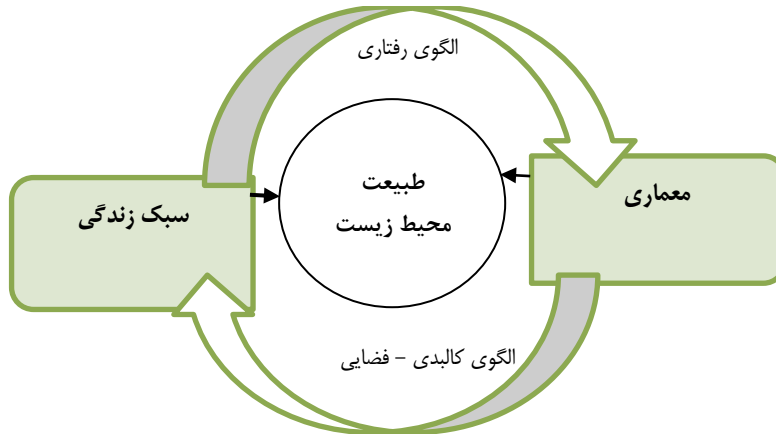 الگوی رفتاری
طبیعت
محیط زیست
معماری
سبک زندگی
الگوی کالبدی – فضایی